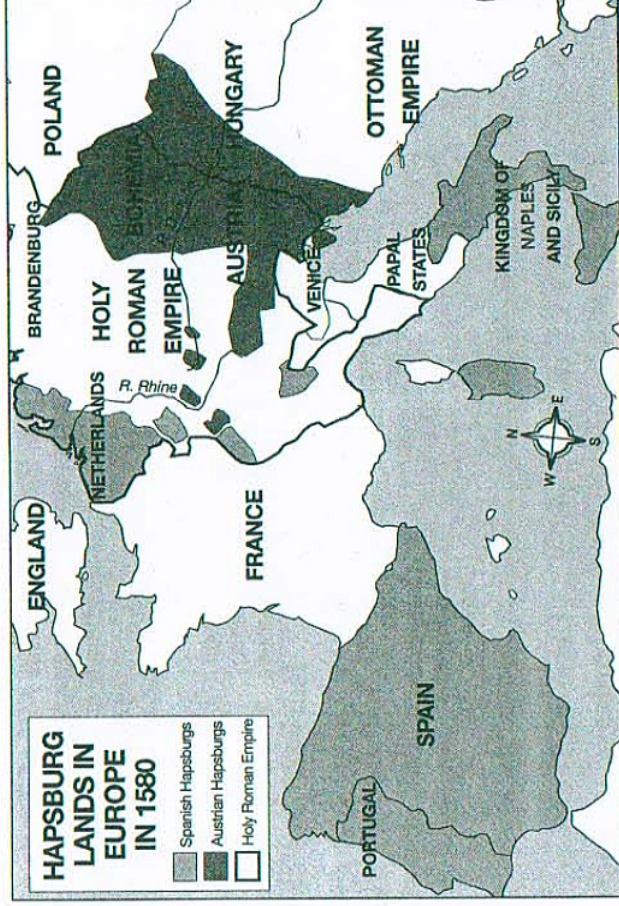 HAPSBURG
LANDS IN
EUROPE
IN 1580
Spanish Hapsburgs
Austrian Hapsburgs
Holy Roman Empire
ENGLAND
NETHERLANDS
BRANDENBURG
POLAND
HOLY
ROMAN
EMPIRE
R. Rhine
BOHEMIA
AUSTRIA
HUNGARY
FRANCE
VENICE
OTTOMAN
EMPIRE
PAPAL
STATES
KINGDOM OF
NAPLES
AND SICILY
PORTUGAL
SPAIN
N
W
E
S